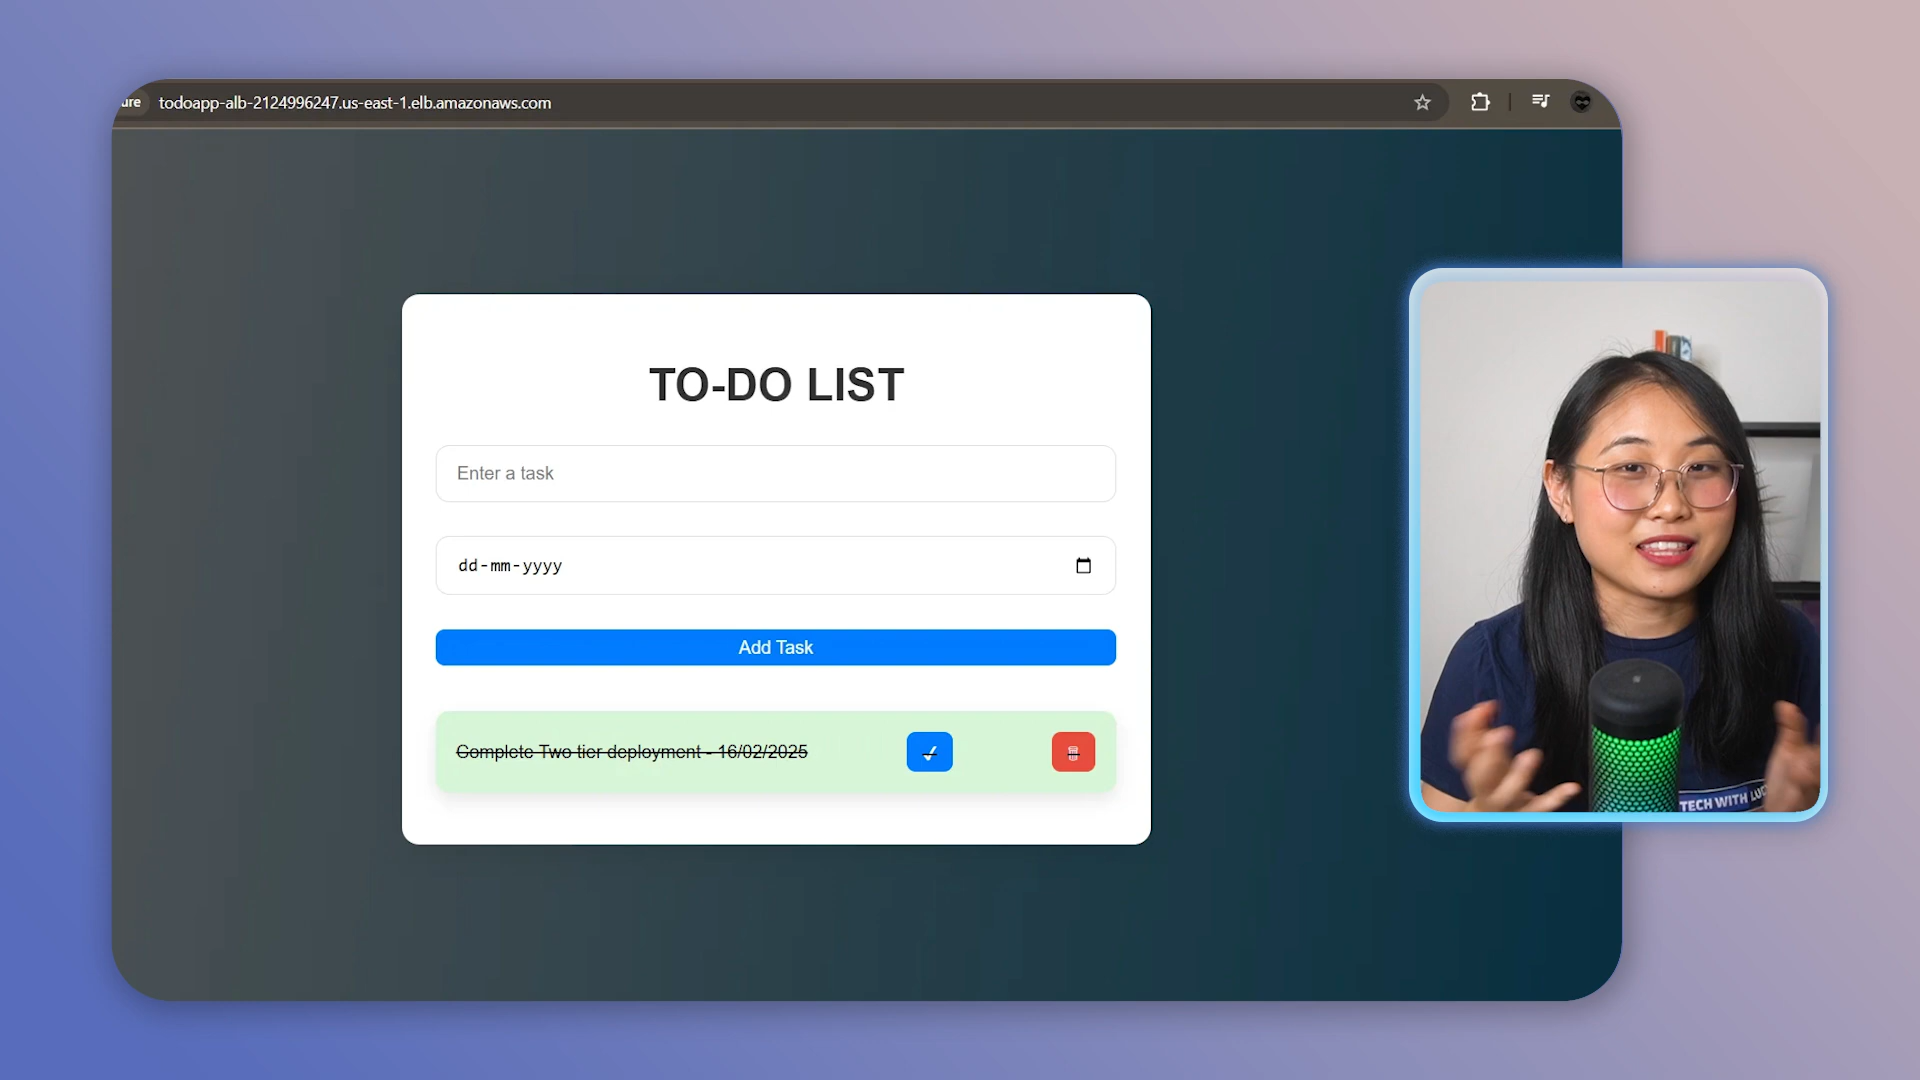 ure
todoapp-alb-2124996247.us-east-1.elb.amazonaws.com
TO-DO LIST
Enter a task
dd-mm-yyyy
Add Task
Complete Two tier deployment - 16/02/2025
TECH WITH LUC